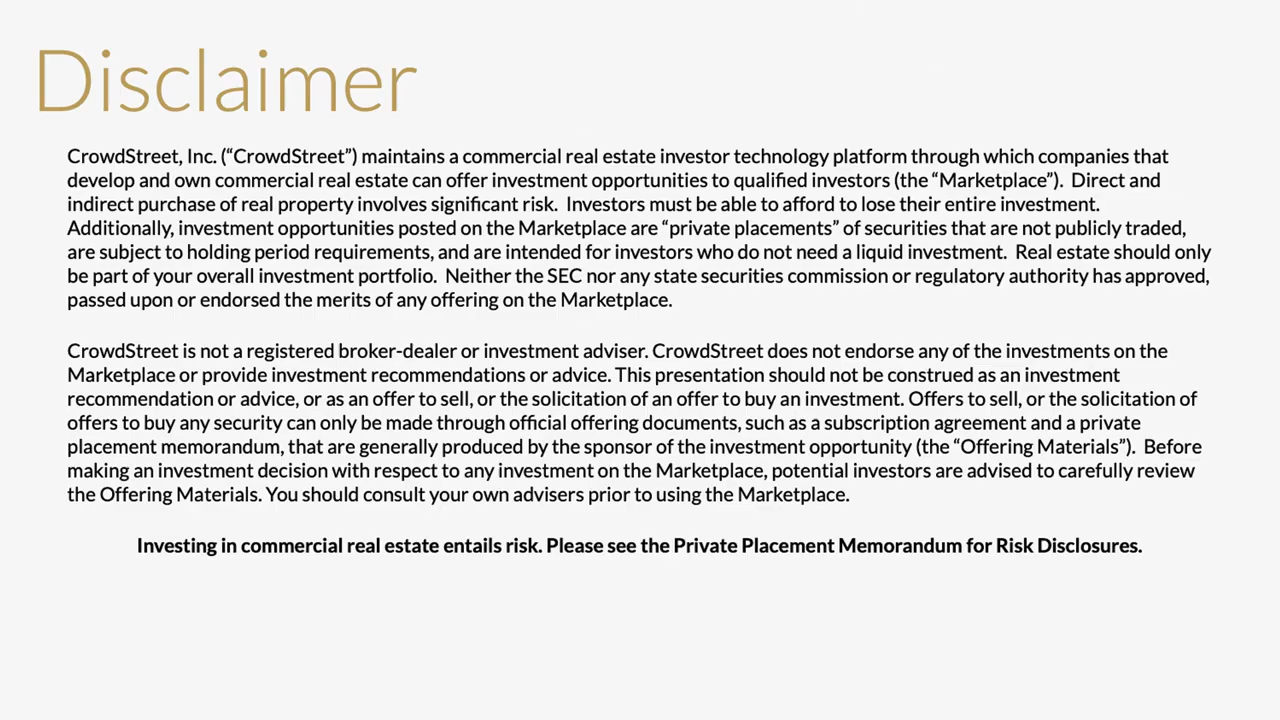 Disclaimer
CrowdStreet, Inc. (“CrowdStreet”) maintains a commercial real estate investor technology platform through which companies that
develop and own commercial real estate can offer investment opportunities to qualified investors (the “Marketplace”).  Direct and
indirect purchase of real property involves significant risk.  Investors must be able to afford to lose their entire investment.
Additionally, investment opportunities posted on the Marketplace are “private placements” of securities that are not publicly traded,
are subject to holding period requirements, and are intended for investors who do not need a liquid investment.  Real estate should only
be part of your overall investment portfolio.  Neither the SEC nor any state securities commission or regulatory authority has approved,
passed upon or endorsed the merits of any offering on the Marketplace.
CrowdStreet is not a registered broker-dealer or investment adviser. CrowdStreet does not endorse any of the investments on the
Marketplace or provide investment recommendations or advice. This presentation should not be construed as an investment
recommendation or advice, or as an offer to sell, or the solicitation of an offer to buy an investment. Offers to sell, or the solicitation of
offers to buy any security can only be made through official offering documents, such as a subscription agreement and a private
placement memorandum, that are generally produced by the sponsor of the investment opportunity (the “Offering Materials”).  Before
making an investment decision with respect to any investment on the Marketplace, potential investors are advised to carefully review
the Offering Materials. You should consult your own advisers prior to using the Marketplace.
Investing in commercial real estate entails risk. Please see the Private Placement Memorandum for Risk Disclosures.